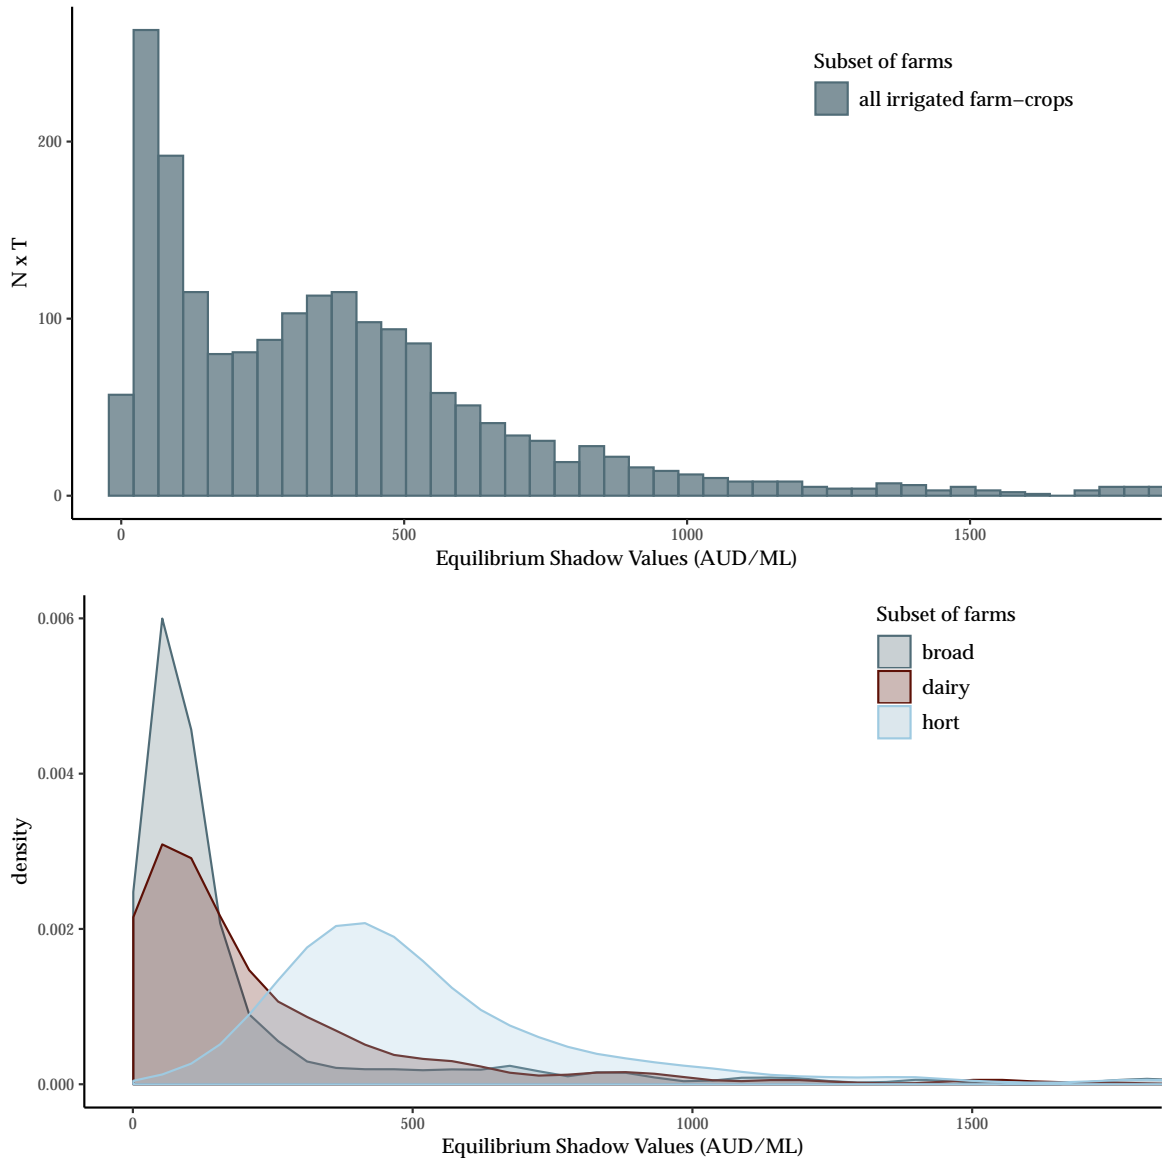 Subset of farms
all irrigated farm−crops
200
100
0
N x T
0 500 1000 1500
Equilibrium Shadow Values (AUD/ML)
Subset of farms
broad
dairy
hort
0.006
0.004
0.002
0.000
density
0 500 1000 1500
Equilibrium Shadow Values (AUD/ML)